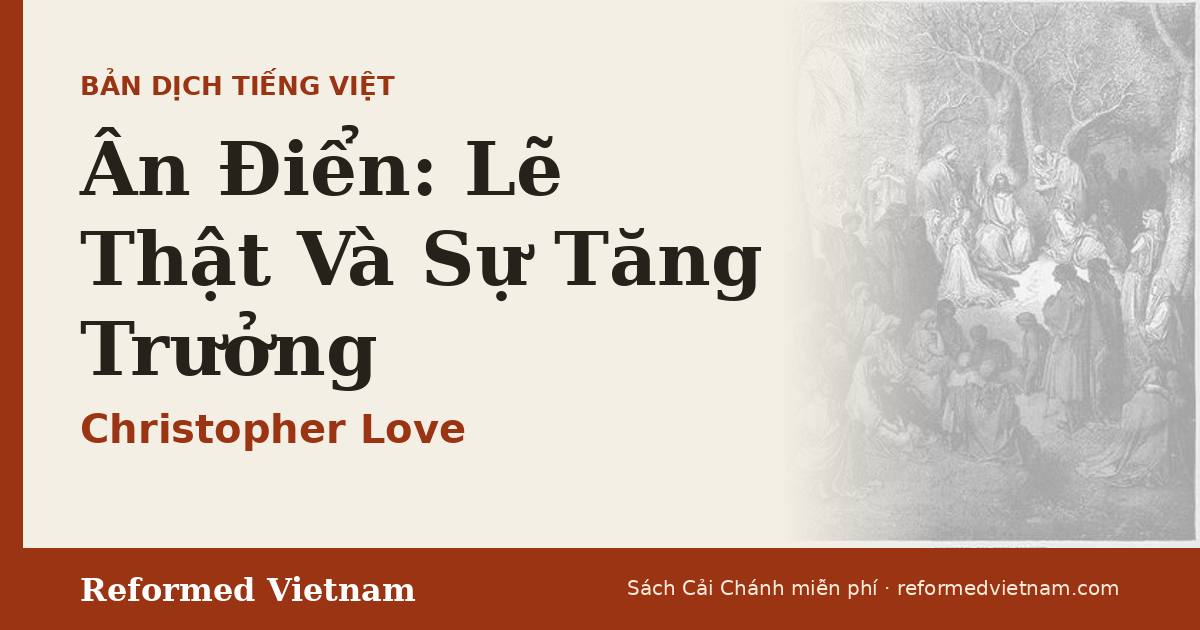 BẢN DỊCH TIẾNG VIỆT
Ân Điển: Lẽ
Thật Và Sự Tăng
Trưởng
Christopher Love
Reformed Vietnam
Sách Cải Chánh miễn phí · reformedvietnam.com